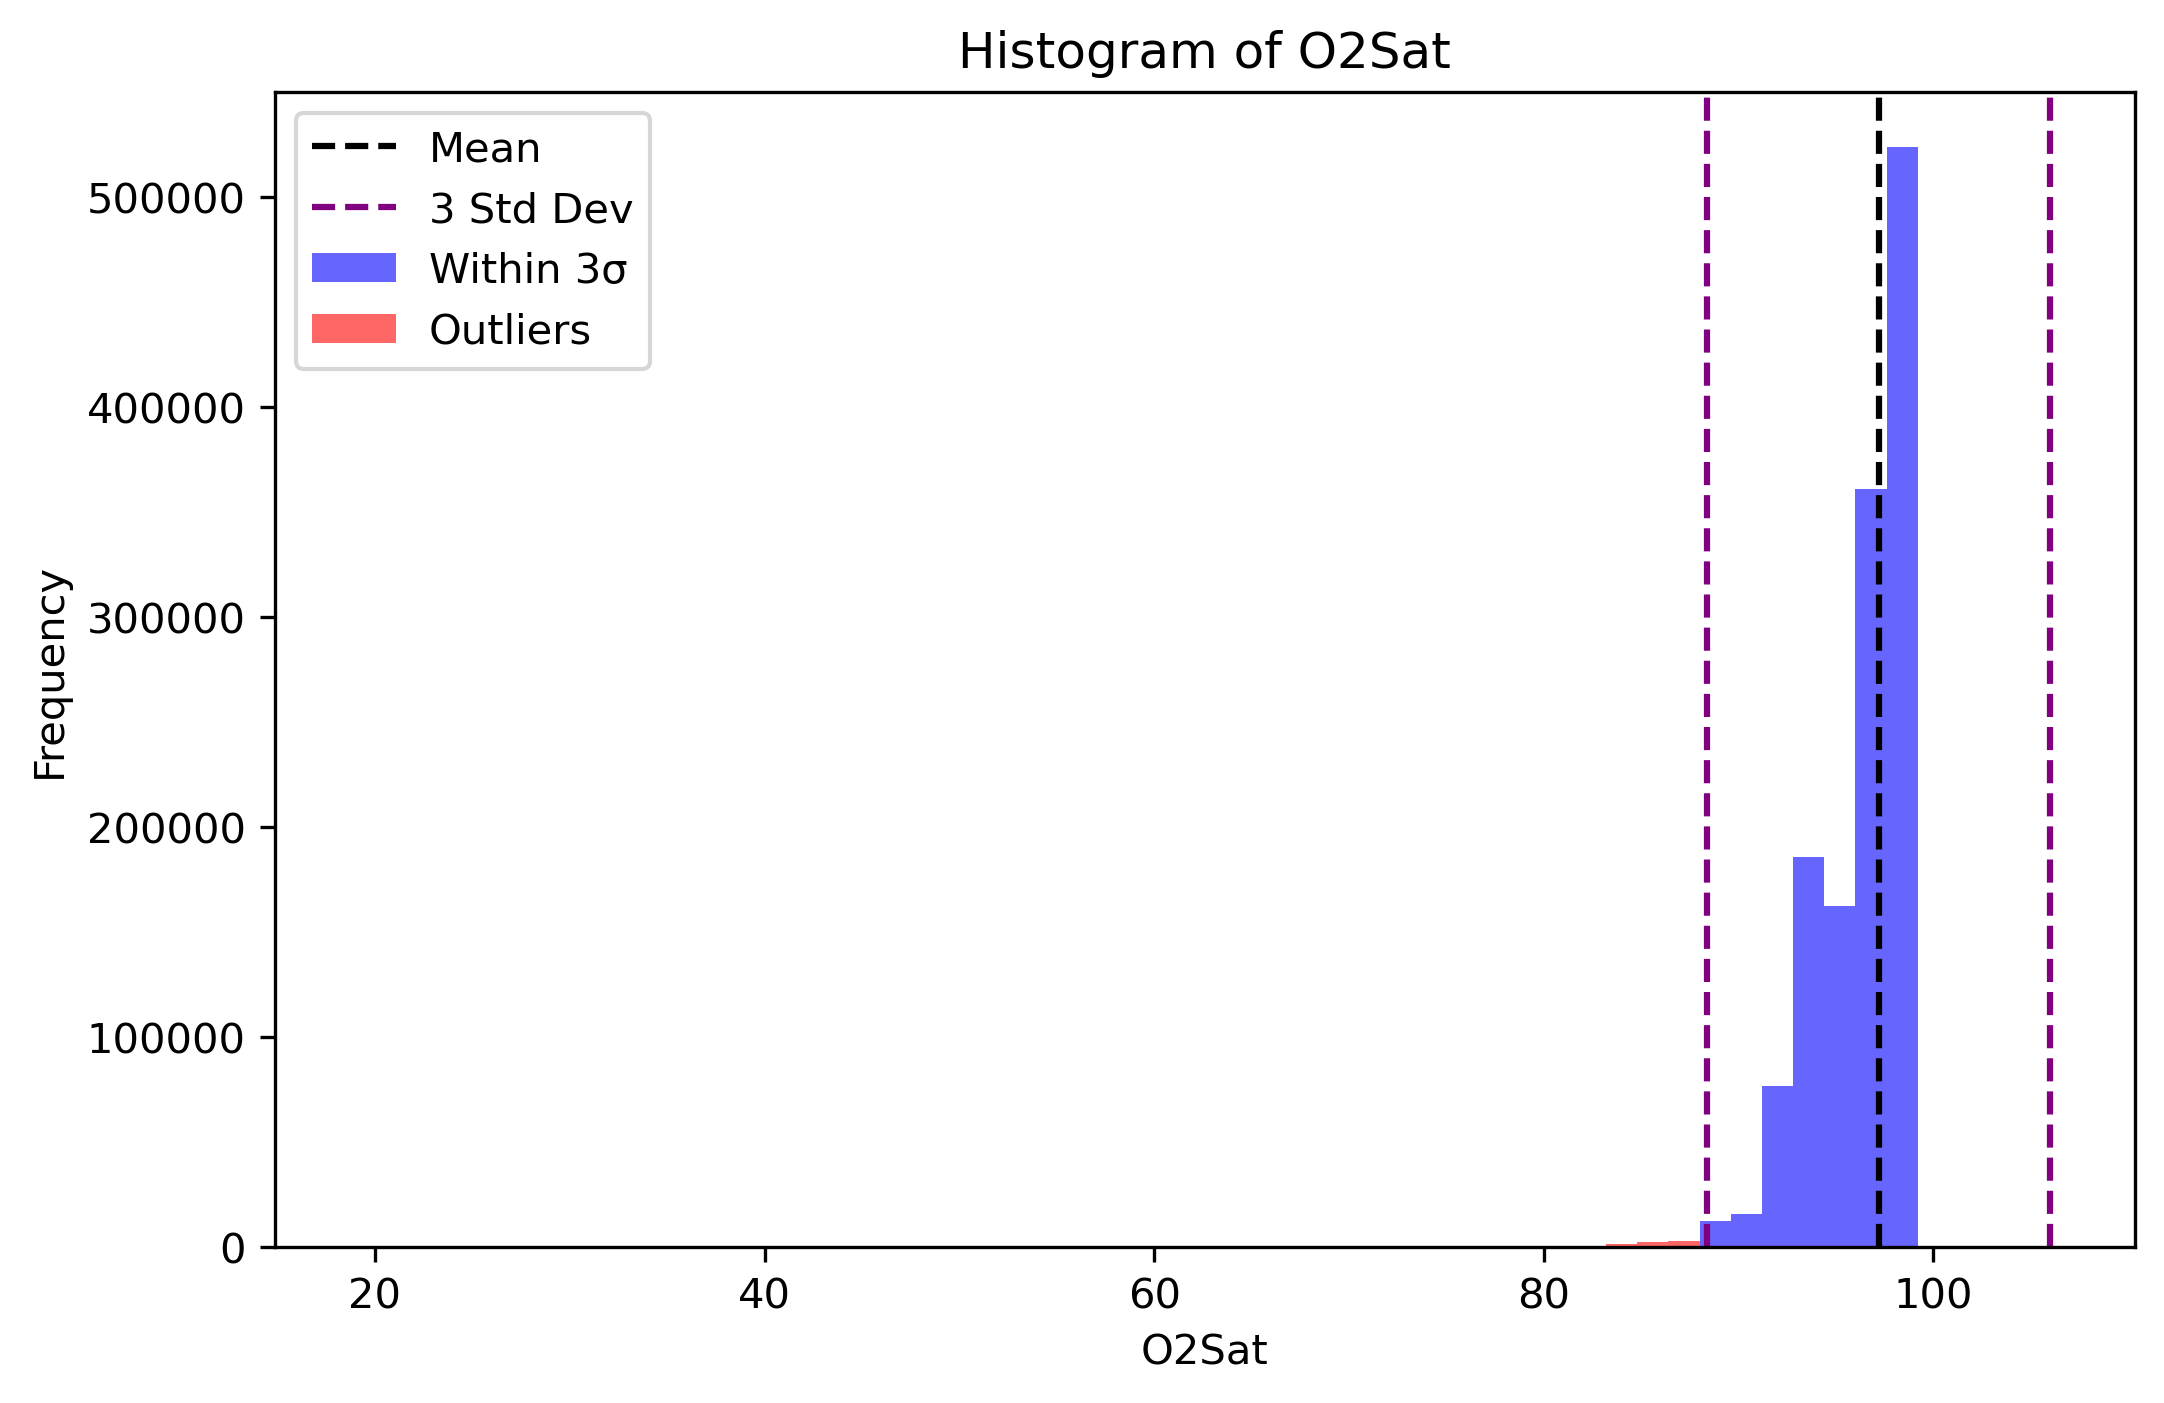 Histogram of O2Sat
Mean
3 Std Dev
Within 3σ
Outliers
500000
400000
300000
200000
100000
0
Frequency
20 40 60 80 100
O2Sat